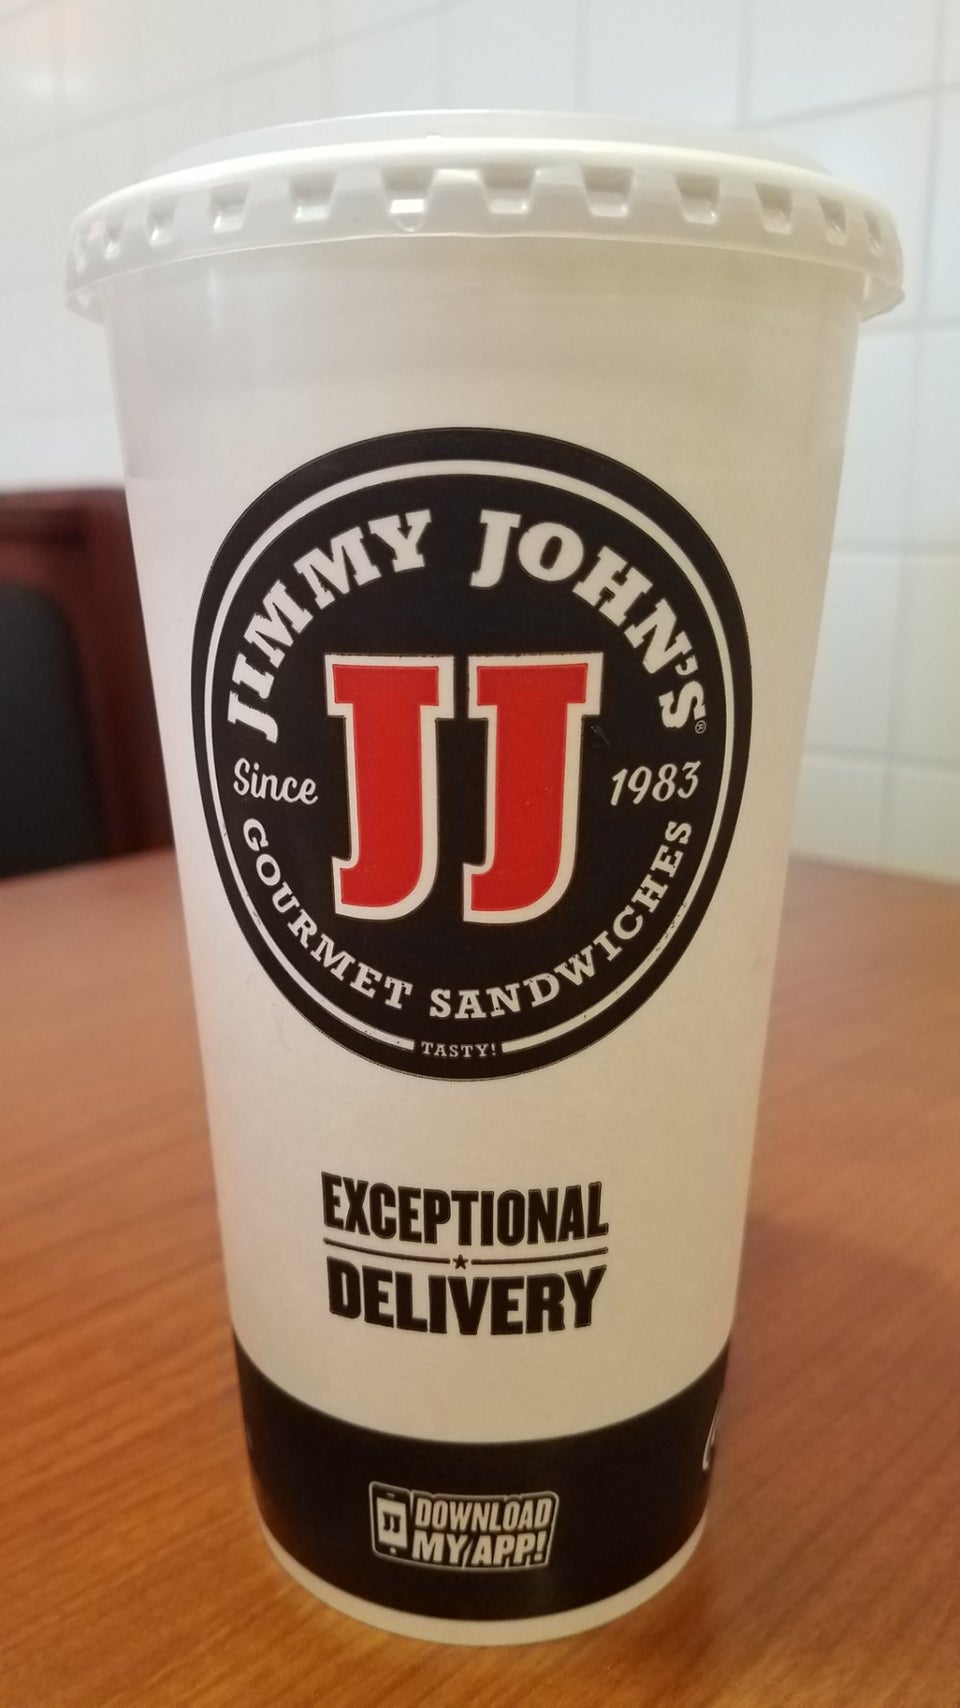 JIMMY JOHN'S®
JJ
Since 1983
GOURMET SANDWICHES
TASTY!
EXCEPTIONAL
DELIVERY
JJ
DOWNLOAD
MY APP!